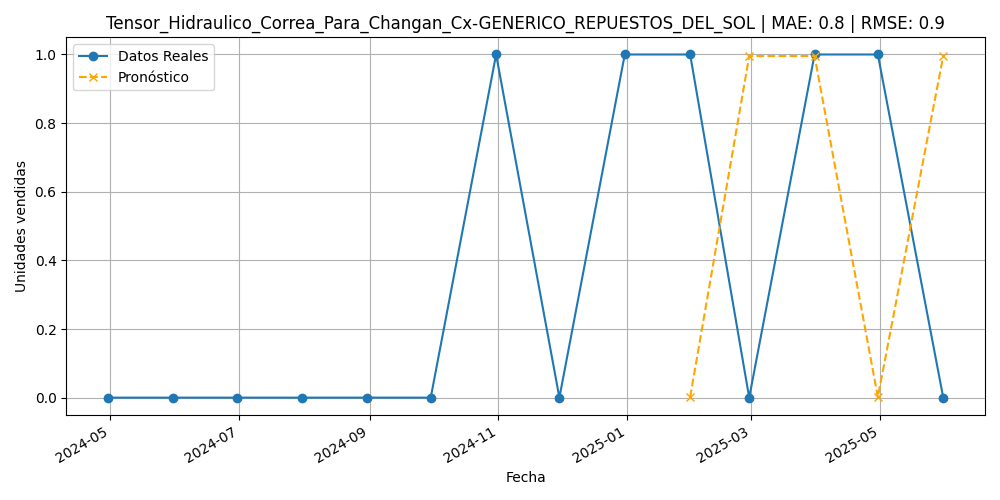 Tensor_Hidraulico_Correa_Para_Changan_Cx-GENERICO_REPUESTOS_DEL_SOL | MAE: 0.8 | RMSE: 0.9
Datos Reales
Pronóstico
Unidades vendidas
1.0
0.8
0.6
0.4
0.2
0.0
2024-05
2024-07
2024-09
2024-11
2025-01
2025-03
2025-05
Fecha